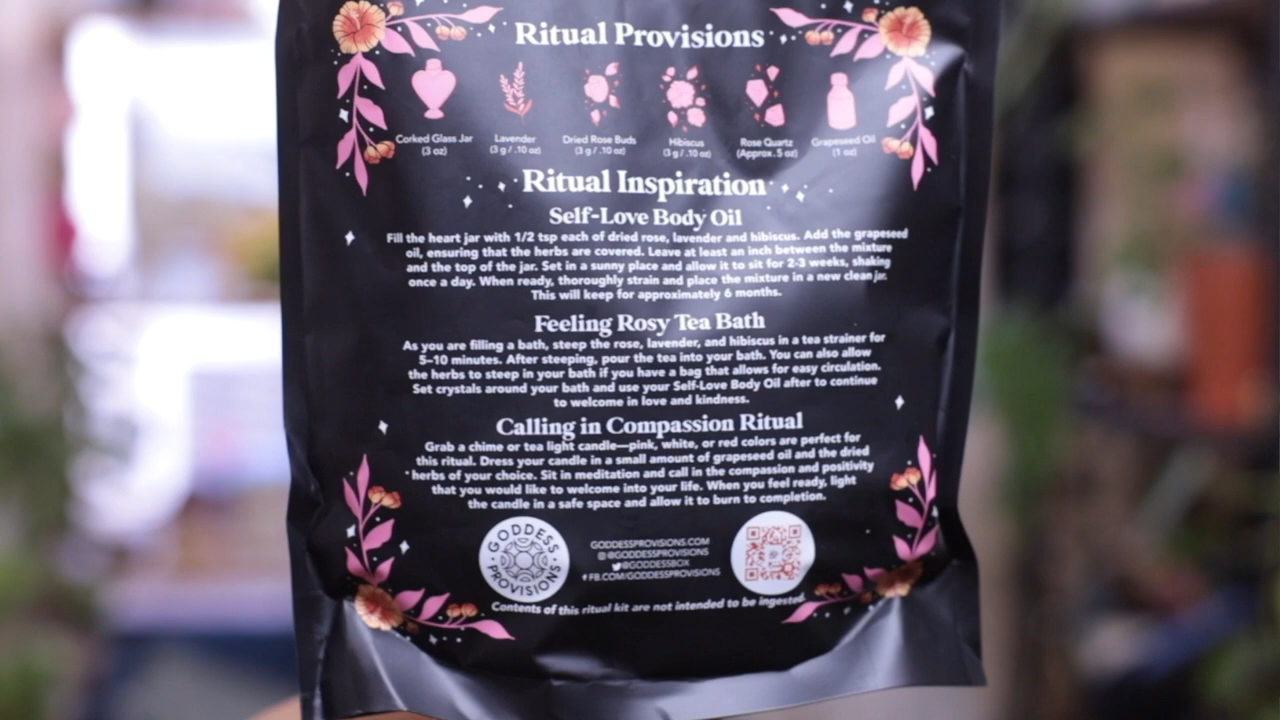 Ritual Provisions
Corked Glass Jar
(3 oz)
Lavender
(3 g / .10 oz)
Dried Rose Buds
(3 g / .10 oz)
Hibiscus
(3 g / .10 oz)
Rose Quartz
(Approx. 5 oz)
Grapeseed Oil
(1 oz)
Ritual Inspiration
Self-Love Body Oil
Fill the heart jar with 1/2 tsp each of dried rose, lavender and hibiscus. Add the grapeseed
oil, ensuring that the herbs are covered. Leave at least an inch between the mixture
and the top of the jar. Set in a sunny place and allow it to sit for 2-3 weeks, shaking
once a day. When ready, thoroughly strain and place the mixture in a new clean jar.
This will keep for approximately 6 months.
Feeling Rosy Tea Bath
As you are filling a bath, steep the rose, lavender, and hibiscus in a tea strainer for
5–10 minutes. After steeping, pour the tea into your bath. You can also allow
the herbs to steep in your bath if you have a bag that allows for easy circulation.
Set crystals around your bath and use your Self-Love Body Oil after to continue
to welcome in love and kindness.
Calling in Compassion Ritual
Grab a chime or tea light candle—pink, white, or red colors are perfect for
this ritual. Dress your candle in a small amount of grapeseed oil and the dried
herbs of your choice. Sit in meditation and call in the compassion and positivity
that you would like to welcome into your life. When you feel ready, light
the candle in a safe space and allow it to burn to completion.
GODDESS PROVISIONS
GODDESSPROVISIONS.COM
@GODDESSPROVISIONS
@GODDESSBOX
FB.COM/GODDESSPROVISIONS
Contents of this ritual kit are not intended to be ingested.